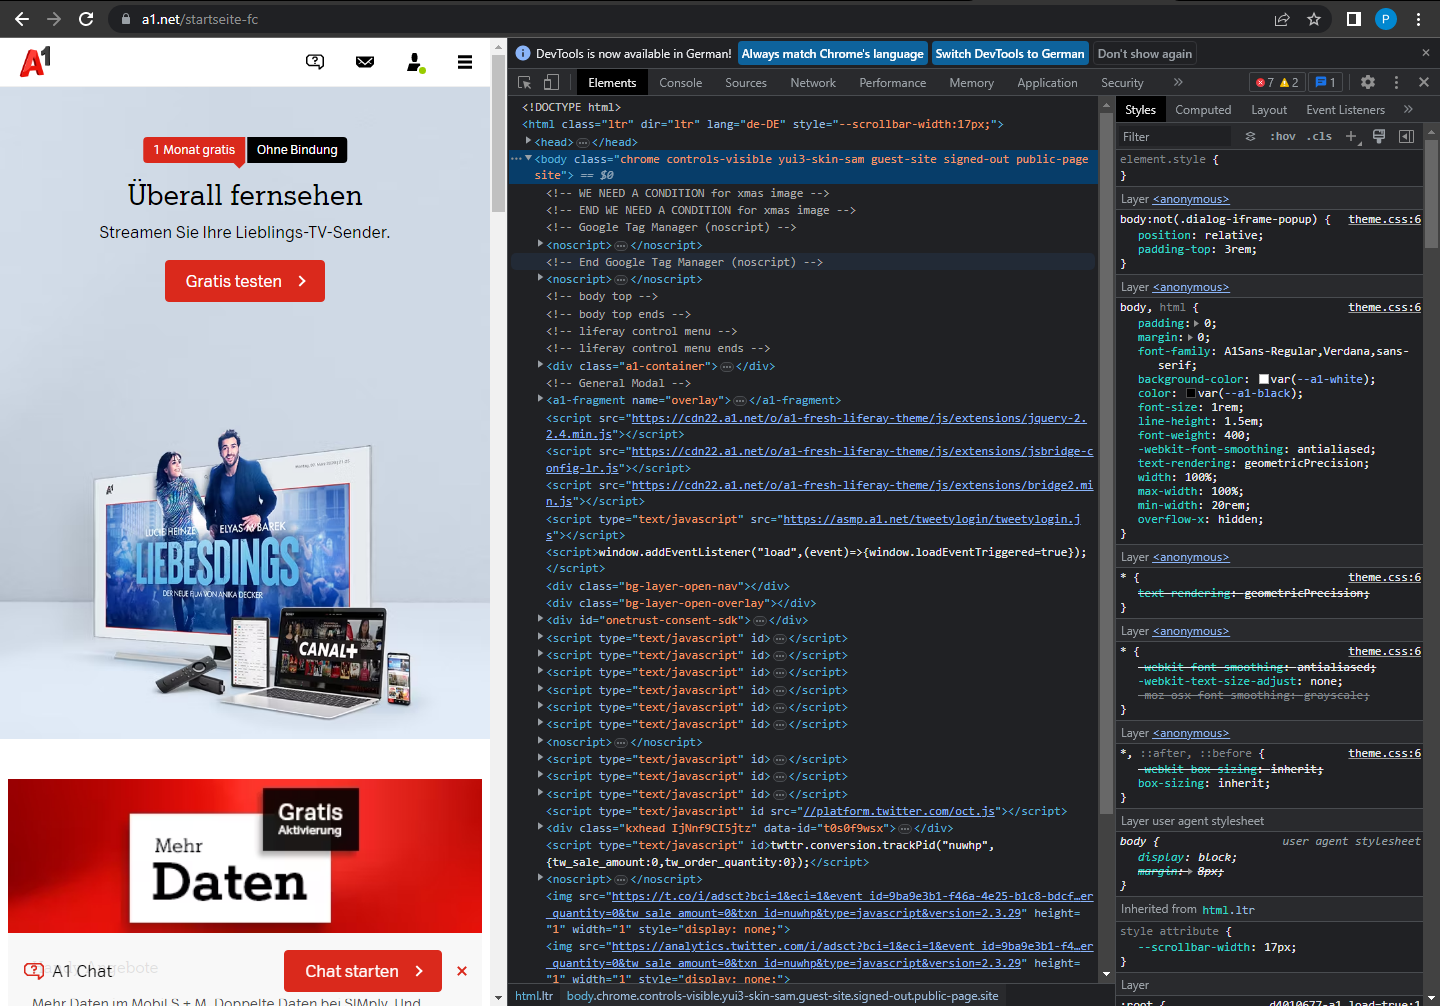 a1.net/startseite-fc
P
DevTools is now available in German!
Always match Chrome's language
Switch DevTools to German
Don't show again
Elements
Console
Sources
Network
Performance
Memory
Application
Security
7
2
1
A1
1 Monat gratis
Ohne Bindung
Überall fernsehen
Streamen Sie Ihre Lieblings-TV-Sender.
Gratis testen
A1
LUCIE HEINZE
ELYAS M'BAREK
LIEBESDINGS
DER NEUE FILM VON ANIKA DECKER
CANAL+
Gratis
Aktivierung
Mehr
Daten
A1 Chat
Chat starten
Mehr Daten im Mobil S + M. Doppelte Daten bei SIMply. Und
<!DOCTYPE html>
<html class="ltr" dir="ltr" lang="de-DE" style="--scrollbar-width:17px;">
<head>…</head>
<body class="chrome controls-visible yui3-skin-sam guest-site signed-out public-page
site"> == $0
<!-- WE NEED A CONDITION for xmas image -->
<!-- END WE NEED A CONDITION for xmas image -->
<!-- Google Tag Manager (noscript) -->
<noscript>…</noscript>
<!-- End Google Tag Manager (noscript) -->
<noscript>…</noscript>
<!-- body top -->
<!-- body top ends -->
<!-- liferay control menu -->
<!-- liferay control menu ends -->
<div class="a1-container">…</div>
<!-- General Modal -->
<a1-fragment name="overlay">…</a1-fragment>
<script src="https://cdn22.a1.net/o/a1-fresh-liferay-theme/js/extensions/jquery-2.
2.4.min.js"></script>
<script src="https://cdn22.a1.net/o/a1-fresh-liferay-theme/js/extensions/jsbridge-c
onfig-lr.js"></script>
<script src="https://cdn22.a1.net/o/a1-fresh-liferay-theme/js/extensions/bridge2.mi
n.js"></script>
<script type="text/javascript" src="https://asmp.a1.net/tweetylogin/tweetylogin.j
s"></script>
<script>window.addEventListener("load",(event)=>{window.loadEventTriggered=true});
</script>
<div class="bg-layer-open-nav"></div>
<div class="bg-layer-open-overlay"></div>
<div id="onetrust-consent-sdk">…</div>
<script type="text/javascript" id>…</script>
<script type="text/javascript" id>…</script>
<script type="text/javascript" id>…</script>
<script type="text/javascript" id>…</script>
<script type="text/javascript" id>…</script>
<script type="text/javascript" id>…</script>
<noscript>…</noscript>
<script type="text/javascript" id>…</script>
<script type="text/javascript" id>…</script>
<script type="text/javascript" id>…</script>
<script type="text/javascript" id src="//platform.twitter.com/oct.js"></script>
<div class="kxhead IjNnf9CI5jtz" data-id="t0s0f9wsx">…</div>
<script type="text/javascript" id>twttr.conversion.trackPid("nuwhp",
{tw_sale_amount:0,tw_order_quantity:0});</script>
<noscript>…</noscript>
<img src="https://t.co/i/adsct?bci=1&eci=1&event_id=9ba9e3b1-f46a-4e25-b1c8-bdcf…er
_quantity=0&tw_sale_amount=0&txn_id=nuwhp&type=javascript&version=2.3.29" height=
"1" width="1" style="display: none;">
<img src="https://analytics.twitter.com/i/adsct?bci=1&eci=1&event_id=9ba9e3b1-f4…er
_quantity=0&tw_sale_amount=0&txn_id=nuwhp&type=javascript&version=2.3.29" height=
"1" width="1" style="display: none;">
html.ltr
body.chrome.controls-visible.yui3-skin-sam.guest-site.signed-out.public-page.site
Styles
Computed
Layout
Event Listeners
Filter
:hov
.cls
element.style {
}
Layer <anonymous>
body:not(.dialog-iframe-popup) { theme.css:6
position: relative;
padding-top: 3rem;
}
Layer <anonymous>
body, html { theme.css:6
padding: 0;
margin: 0;
font-family: A1Sans-Regular,Verdana,sans-
serif;
background-color: var(--a1-white);
color: var(--a1-black);
font-size: 1rem;
line-height: 1.5em;
font-weight: 400;
-webkit-font-smoothing: antialiased;
text-rendering: geometricPrecision;
width: 100%;
max-width: 100%;
min-width: 20rem;
overflow-x: hidden;
}
Layer <anonymous>
* { theme.css:6
text-rendering: geometricPrecision;
}
Layer <anonymous>
* { theme.css:6
-webkit-font-smoothing: antialiased;
-webkit-text-size-adjust: none;
-moz-osx-font-smoothing: grayscale;
}
Layer <anonymous>
*, ::after, ::before { theme.css:6
-webkit-box-sizing: inherit;
box-sizing: inherit;
}
Layer user agent stylesheet
body { user agent stylesheet
display: block;
margin: 8px;
}
Inherited from html.ltr
style attribute {
--scrollbar-width: 17px;
}
Layer
:root { d4010677-a1.load=true:1